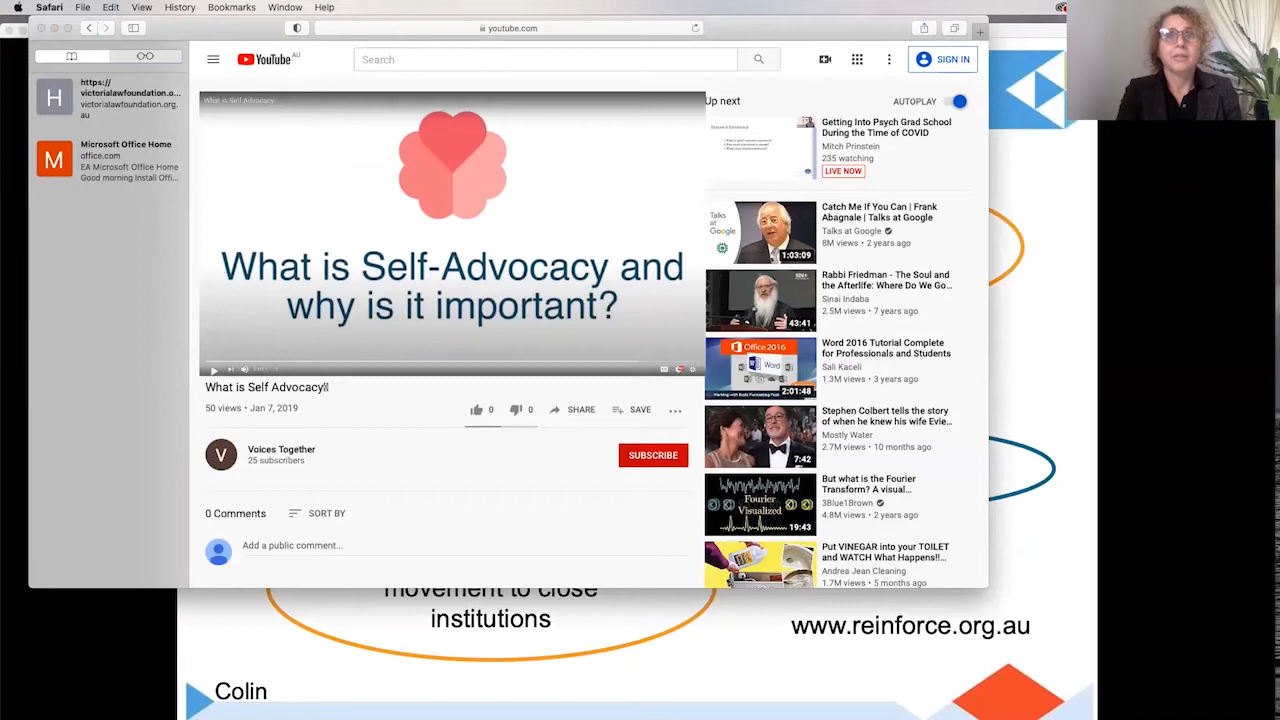 Safari File Edit View History Bookmarks Window Help
youtube.com
https://
victorialawfoundation.o...
victorialawfoundation.org.
au
H
Microsoft Office Home
office.com
EA Microsoft Office Home
Good morning Install Offi...
M
YouTube AU
Search
SIGN IN
What is Self Advocacy
What is Self-Advocacy and
why is it important?
What is Self Advocacy
50 views • Jan 7, 2019
0
0
SHARE
SAVE
V
Voices Together
25 subscribers
SUBSCRIBE
0 Comments
SORT BY
Add a public comment...
Up next
AUTOPLAY
Getting Into Psych Grad School
During the Time of COVID
Mitch Prinstein
235 watching
LIVE NOW
Talks
at
Google
1:03:09
Catch Me If You Can | Frank
Abagnale | Talks at Google
Talks at Google
8M views • 2 years ago
43:41
Rabbi Friedman - The Soul and
the Afterlife: Where Do We Go...
Sinai Indaba
2.5M views • 7 years ago
Office 2016
Word
2:01:48
Word 2016 Tutorial Complete
for Professionals and Students
Sali Kaceli
1.3M views • 3 years ago
7:42
Stephen Colbert tells the story
of when he knew his wife Evie...
Mostly Water
2.7M views • 10 months ago
Fourier
Visualized
19:43
But what is the Fourier
Transform? A visual...
3Blue1Brown
4.8M views • 2 years ago
Put VINEGAR into your TOILET
and WATCH What Happens!!...
Andrea Jean Cleaning
1.7M views • 5 months ago
movement to close
institutions
www.reinforce.org.au
Colin